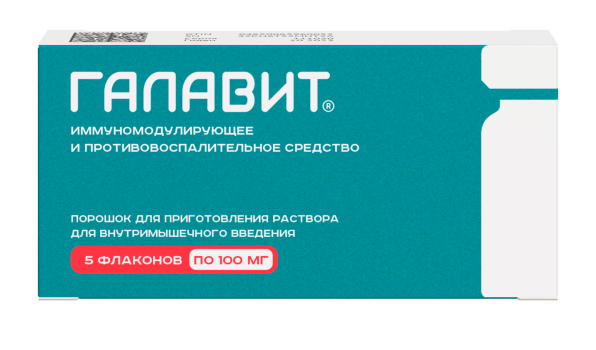 ГАЛАВИТ®
ИММУНОМОДУЛИРУЮЩЕЕ
И ПРОТИВОВОСПАЛИТЕЛЬНОЕ СРЕДСТВО
ПОРОШОК ДЛЯ ПРИГОТОВЛЕНИЯ РАСТВОРА
ДЛЯ ВНУТРИМЫШЕЧНОГО ВВЕДЕНИЯ
5 ФЛАКОНОВ ПО 100 МГ